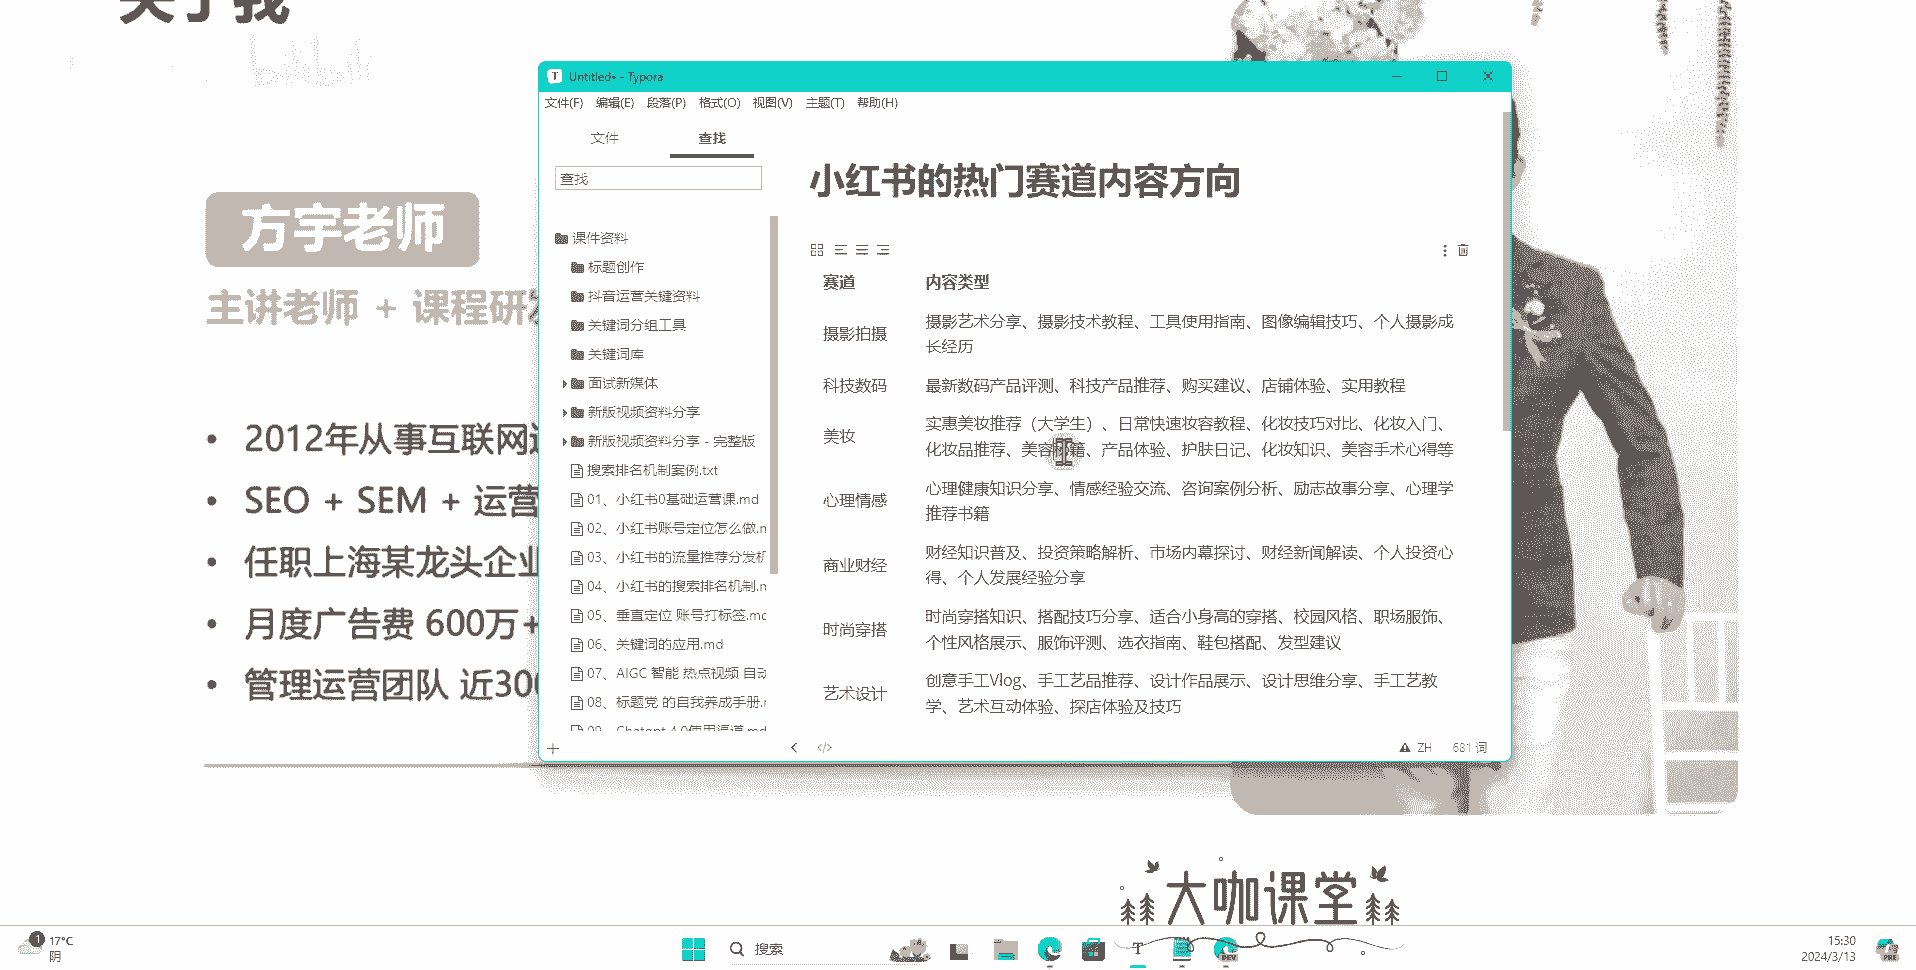 关于我
bilibili
方宇老师
主讲老师 + 课程研发
2012年从事互联网
SEO + SEM + 运营
任职上海某龙头企业
月度广告费 600万+
管理运营团队 近300
Untitled• - Typora
文件(F) 编辑(E) 段落(P) 格式(O) 视图(V) 主题(T) 帮助(H)
文件 查找
查找
课件资料
标题创作
抖音运营关键资料
关键词分组工具
关键词库
面试新媒体
新版视频资料分享
新版视频资料分享 - 完整版
搜索排名机制案例.txt
01、小红书0基础运营课.md
02、小红书账号定位怎么做.m
03、小红书的流量推荐分发机
04、小红书的搜索排名机制.m
05、垂直定位 账号打标签.md
06、关键词的应用.md
07、AIGC 智能 热点视频 自动
08、标题党 的自我养成手册.m
09、Chatgpt 4.0使用渠道.md
小红书的热门赛道内容方向
赛道 内容类型
摄影拍摄 摄影艺术分享、摄影技术教程、工具使用指南、图像编辑技巧、个人摄影成
长经历
科技数码 最新数码产品评测、科技产品推荐、购买建议、店铺体验、实用教程
美妆 实惠美妆推荐（大学生）、日常快速妆容教程、化妆技巧对比、化妆入门、
化妆品推荐、美容秘籍、产品体验、护肤日记、化妆知识、美容手术心得等
心理情感 心理健康知识分享、情感经验交流、咨询案例分析、励志故事分享、心理学
推荐书籍
商业财经 财经知识普及、投资策略解析、市场内幕探讨、财经新闻解读、个人投资心
得、个人发展经验分享
时尚穿搭 时尚穿搭知识、搭配技巧分享、适合小身高的穿搭、校园风格、职场服饰、
个性风格展示、服饰评测、选衣指南、鞋包搭配、发型建议
艺术设计 创意手工Vlog、手工艺品推荐、设计作品展示、设计思维分享、手工艺教
学、艺术互动体验、探店体验及技巧
ZH 681 词
大咖课堂
1 17°C
阴
搜索
DEV
15:30
2024/3/13
PRE